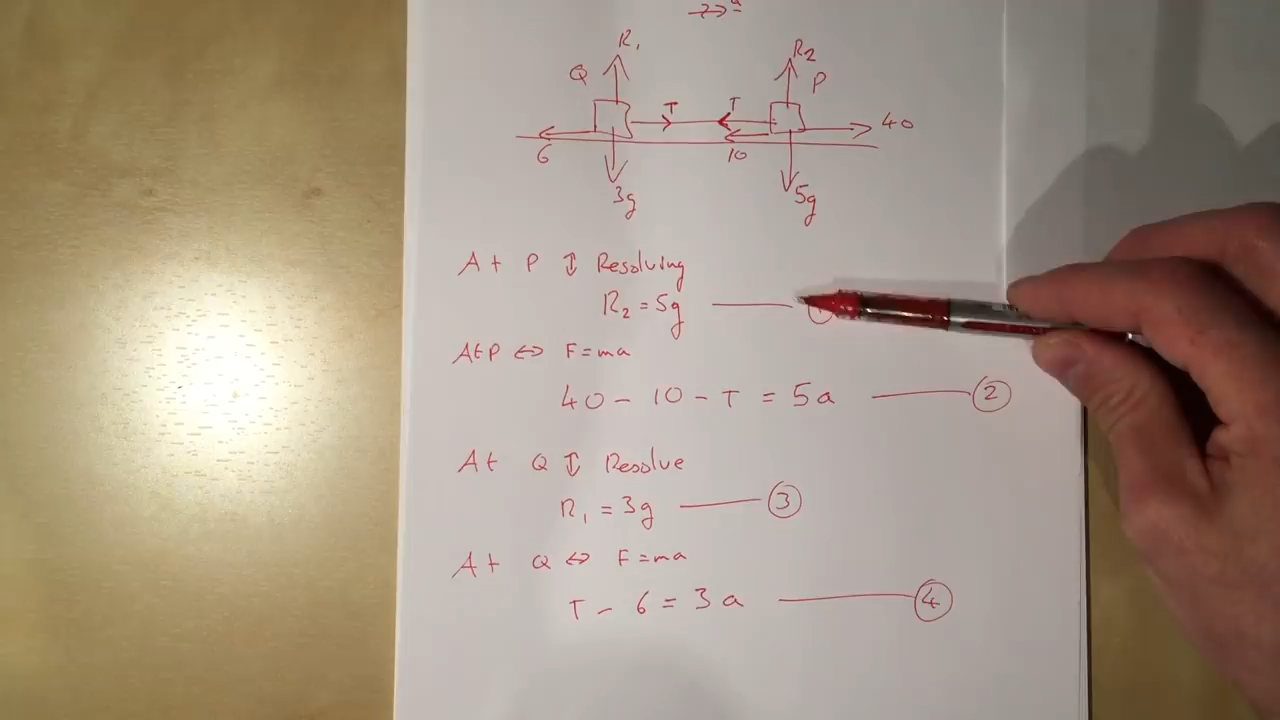 a
R₁ R₂
Q P
T T 40
6 10
3g 5g
At P ↕ Resolving
R₂ = 5g ——— ①
At P ↔ F=ma
40 - 10 - T = 5a ——— ②
At Q ↕ Resolve
R₁ = 3g ——— ③
At Q ↔ F=ma
T - 6 = 3a ——— ④